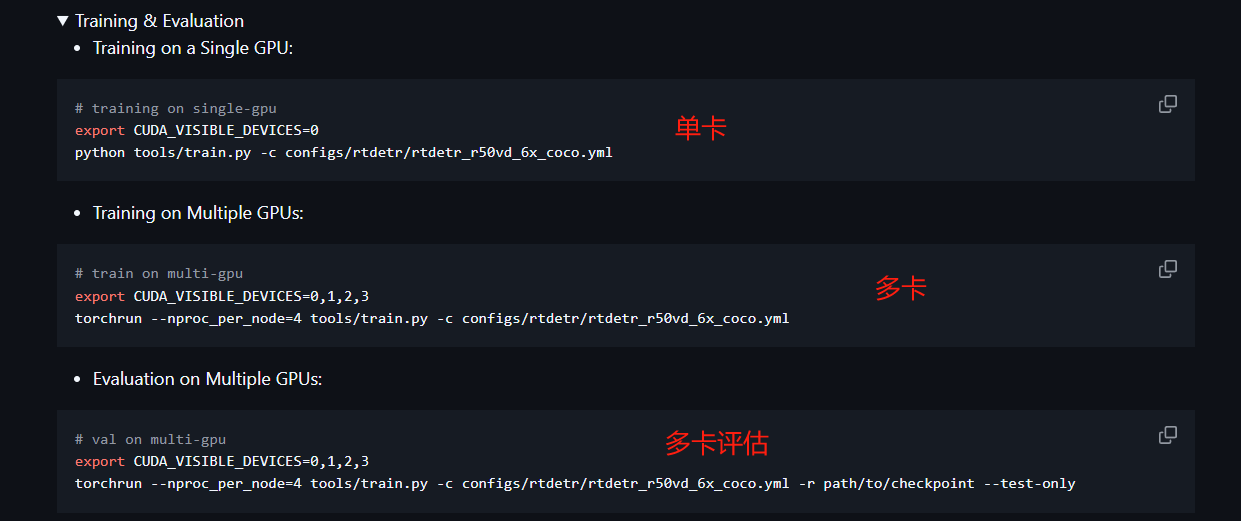 ▼ Training & Evaluation
• Training on a Single GPU:
# training on single-gpu
export CUDA_VISIBLE_DEVICES=0
单卡
python tools/train.py -c configs/rtdetr/rtdetr_r50vd_6x_coco.yml
• Training on Multiple GPUs:
# train on multi-gpu
export CUDA_VISIBLE_DEVICES=0,1,2,3
多卡
torchrun --nproc_per_node=4 tools/train.py -c configs/rtdetr/rtdetr_r50vd_6x_coco.yml
• Evaluation on Multiple GPUs:
# val on multi-gpu
多卡评估
export CUDA_VISIBLE_DEVICES=0,1,2,3
torchrun --nproc_per_node=4 tools/train.py -c configs/rtdetr/rtdetr_r50vd_6x_coco.yml -r path/to/checkpoint --test-only